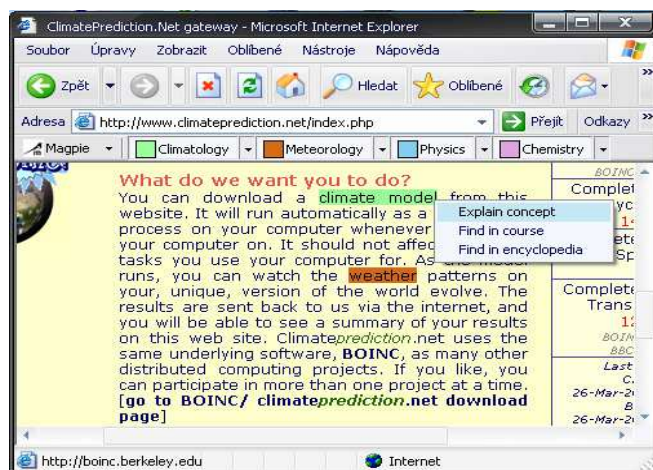 ClimatePrediction.Net gateway - Microsoft Internet Explorer
Soubor Úpravy Zobrazit Oblíbené Nástroje Nápověda
Zpět Hledat Oblíbené »
Adresa http://www.climateprediction.net/index.php Přejít Odkazy »
Magpie Climatology Meteorology Physics Chemistry
What do we want you to do?
You can download a climate model from this
website. It will run automatically as a
process on your computer whenever
your computer on. It should not affec
tasks you use your computer for. As
runs, you can watch the weather patterns on
your, unique, version of the world evolve. The
results are sent back to us via the internet, and
you will be able to see a summary of your results
on this web site. Climateprediction.net uses the
same underlying software, BOINC, as many other
distributed computing projects. If you like, you
can participate in more than one project at a time.
[go to BOINC/ climateprediction.net download
page]
Explain concept
Find in course
Find in encyclopedia
BOINC
Complet
Complete
Trans
BBC
Last
26-Mar-2
26-Mar-2
http://boinc.berkeley.edu Internet